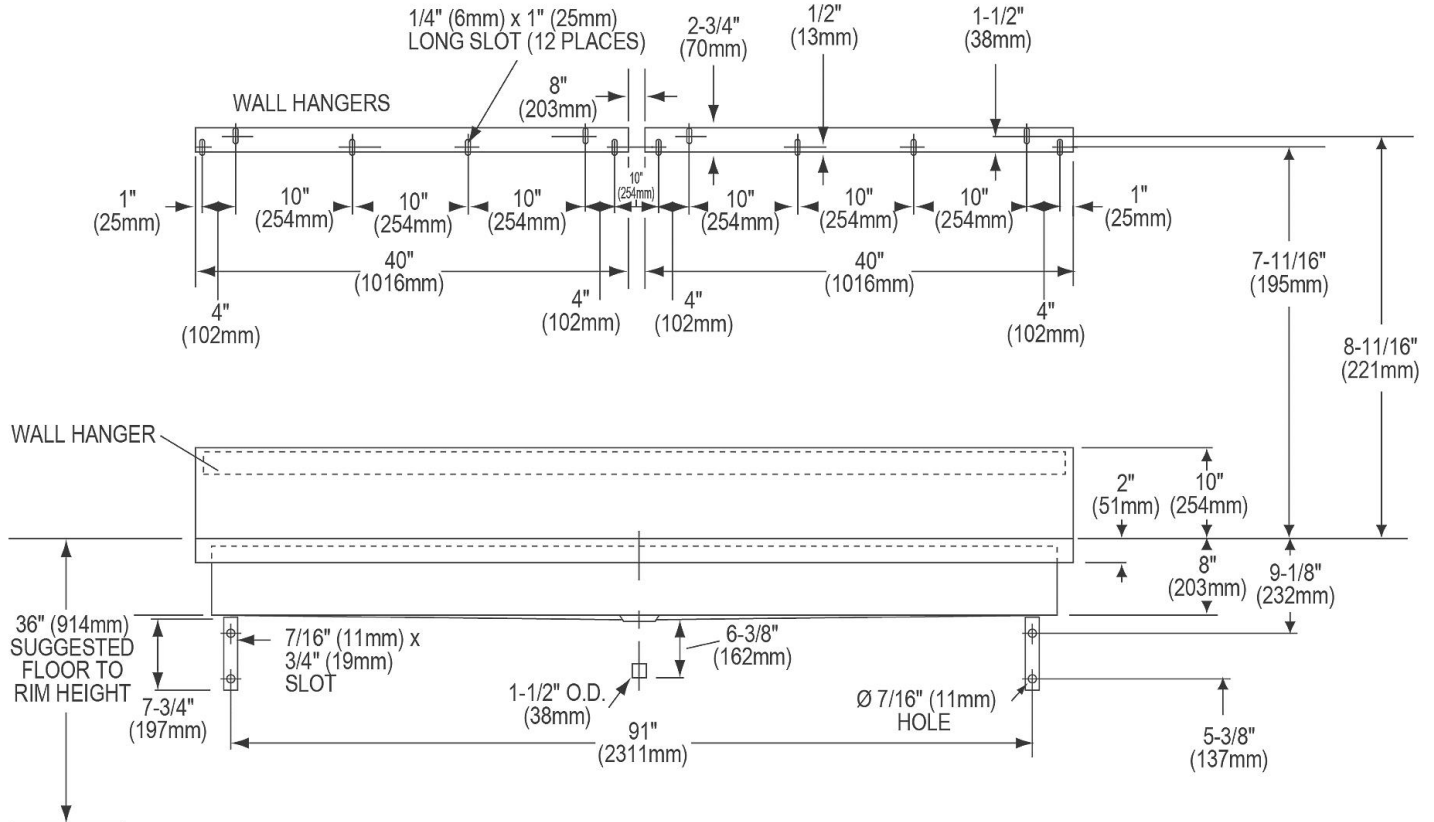 1/4" (6mm) x 1" (25mm)
LONG SLOT (12 PLACES)
2-3/4"
(70mm)
1/2"
(13mm)
1-1/2"
(38mm)
8"
(203mm)
WALL HANGERS
1"
(25mm)
10"
(254mm)
10"
(254mm)
10"
(254mm)
10"
(254mm)
10"
(254mm)
10"
(254mm)
10"
(254mm)
1"
(25mm)
40"
(1016mm)
40"
(1016mm)
4"
(102mm)
4"
(102mm)
4"
(102mm)
4"
(102mm)
7-11/16"
(195mm)
8-11/16"
(221mm)
WALL HANGER
2"
(51mm)
10"
(254mm)
8"
(203mm)
9-1/8"
(232mm)
36" (914mm)
SUGGESTED
FLOOR TO
RIM HEIGHT
7-3/4"
(197mm)
7/16" (11mm) x
3/4" (19mm)
SLOT
6-3/8"
(162mm)
1-1/2" O.D.
(38mm)
Ø 7/16" (11mm)
HOLE
91"
(2311mm)
5-3/8"
(137mm)